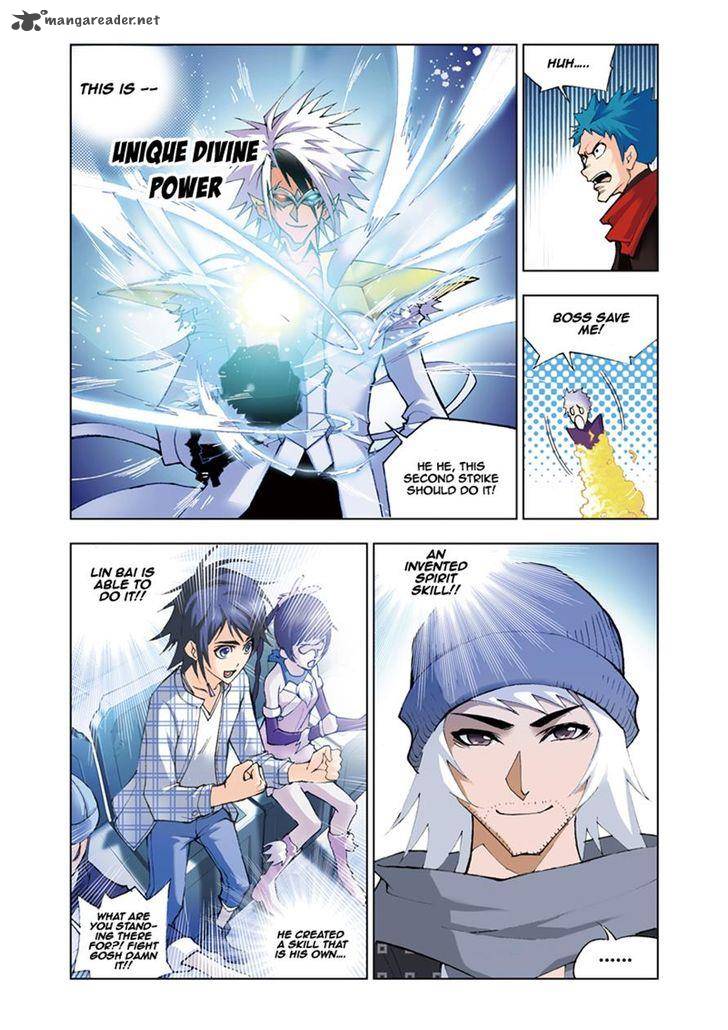 mangareader.net
THIS IS --
UNIQUE DIVINE
POWER
HE HE, THIS
SECOND STRIKE
SHOULD DO IT!
HUH.....
BOSS SAVE
ME!
LIN BAI IS
ABLE TO
DO IT!!
WHAT ARE
YOU STAND-
ING THERE
FOR?! FIGHT
GOSH DAMN
IT!!
HE CREATED
A SKILL THAT
IS HIS OWN....
AN
INVENTED
SPIRIT
SKILL!!
......